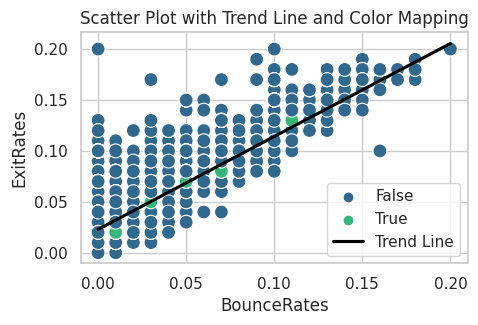 Scatter Plot with Trend Line and Color Mapping
ExitRates
0.20
0.15
0.10
0.05
0.00
False
True
Trend Line
0.00 0.05 0.10 0.15 0.20
BounceRates